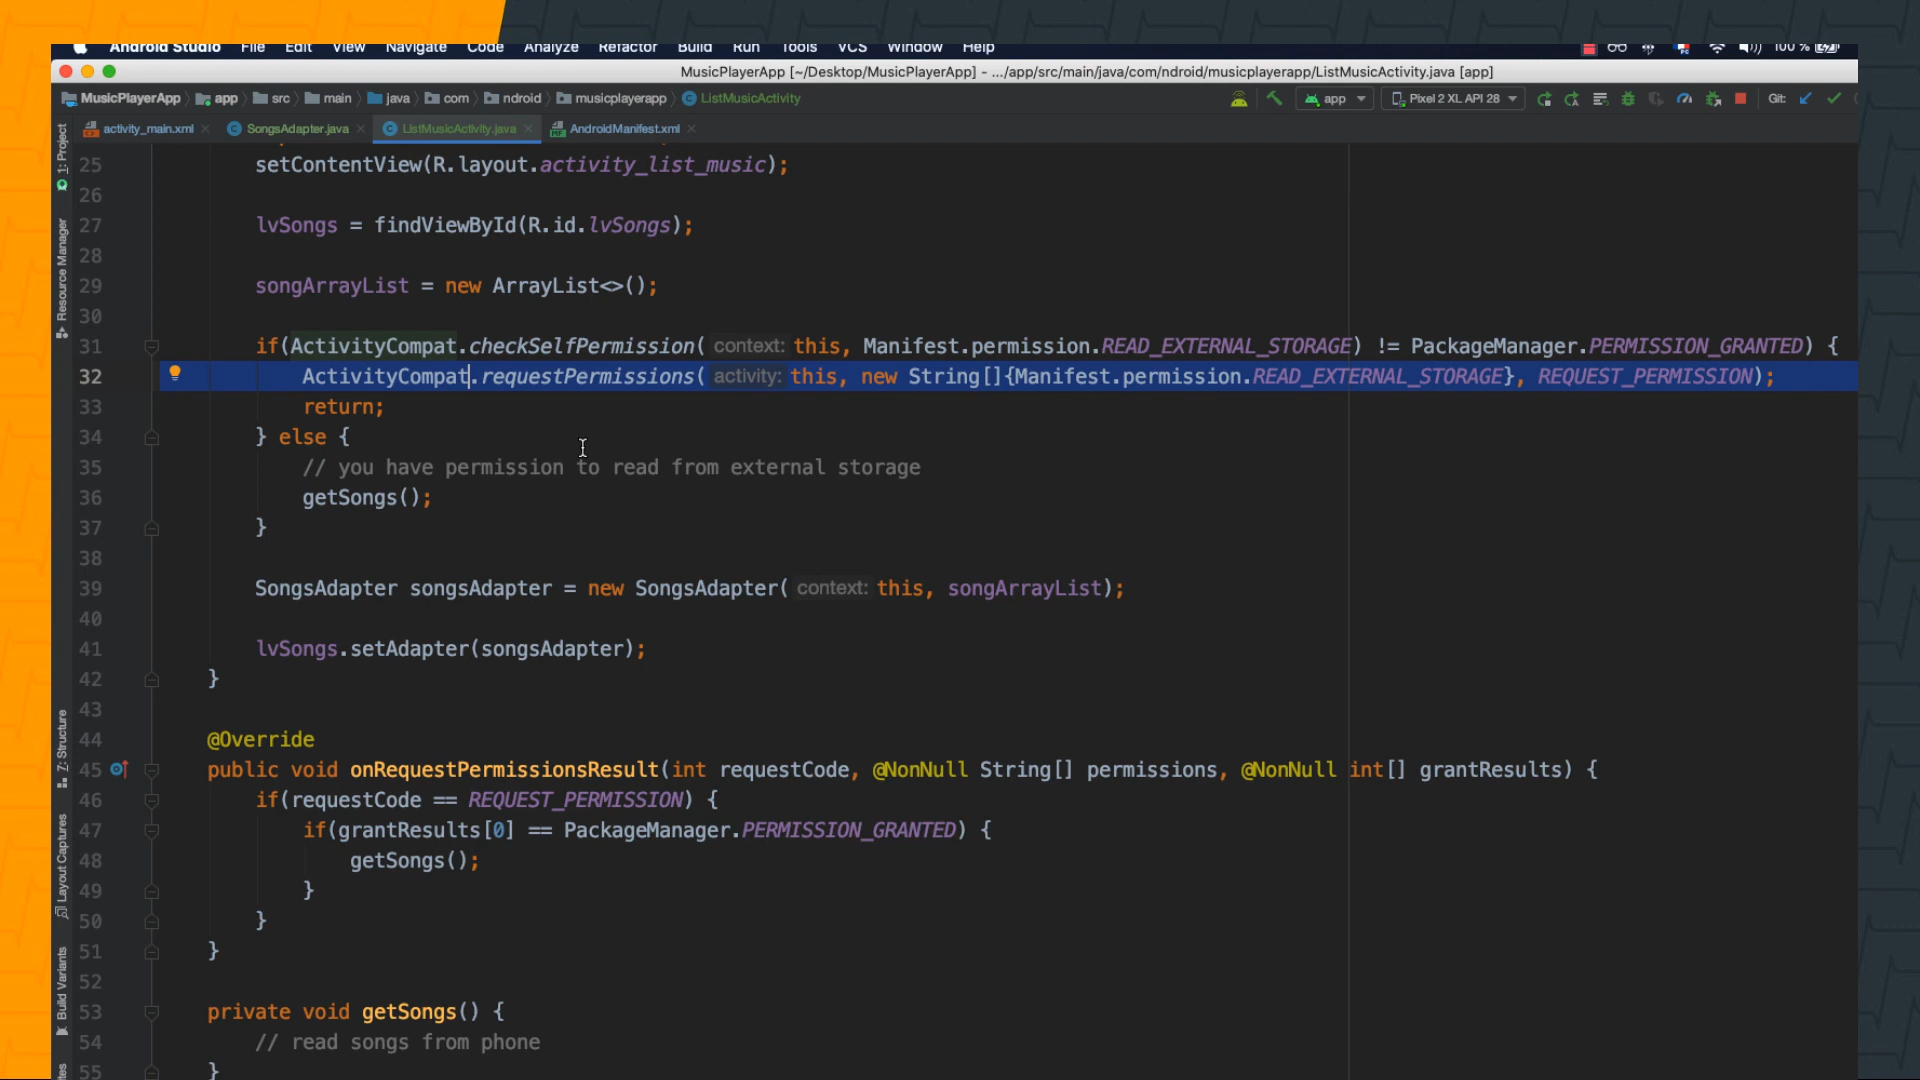 Android Studio File Edit View Navigate Code Analyze Refactor Build Run Tools VCS Window Help 100 %
MusicPlayerApp [~/Desktop/MusicPlayerApp] - .../app/src/main/java/com/ndroid/musicplayerapp/ListMusicActivity.java [app]
MusicPlayerApp app src main java com ndroid musicplayerapp ListMusicActivity app Pixel 2 XL API 28 Git:
activity_main.xml SongsAdapter.java ListMusicActivity.java AndroidManifest.xml
1: Project
Resource Manager
7: Structure
Layout Captures
Build Variants
25 setContentView(R.layout.activity_list_music);
26
27 lvSongs = findViewById(R.id.lvSongs);
28
29 songArrayList = new ArrayList<>();
30
31 if(ActivityCompat.checkSelfPermission( context: this, Manifest.permission.READ_EXTERNAL_STORAGE) != PackageManager.PERMISSION_GRANTED) {
32 ActivityCompat.requestPermissions( activity: this, new String[]{Manifest.permission.READ_EXTERNAL_STORAGE}, REQUEST_PERMISSION);
33 return;
34 } else {
35 // you have permission to read from external storage
36 getSongs();
37 }
38
39 SongsAdapter songsAdapter = new SongsAdapter( context: this, songArrayList);
40
41 lvSongs.setAdapter(songsAdapter);
42 }
43
44 @Override
45 public void onRequestPermissionsResult(int requestCode, @NonNull String[] permissions, @NonNull int[] grantResults) {
46 if(requestCode == REQUEST_PERMISSION) {
47 if(grantResults[0] == PackageManager.PERMISSION_GRANTED) {
48 getSongs();
49 }
50 }
51 }
52
53 private void getSongs() {
54 // read songs from phone
55 }